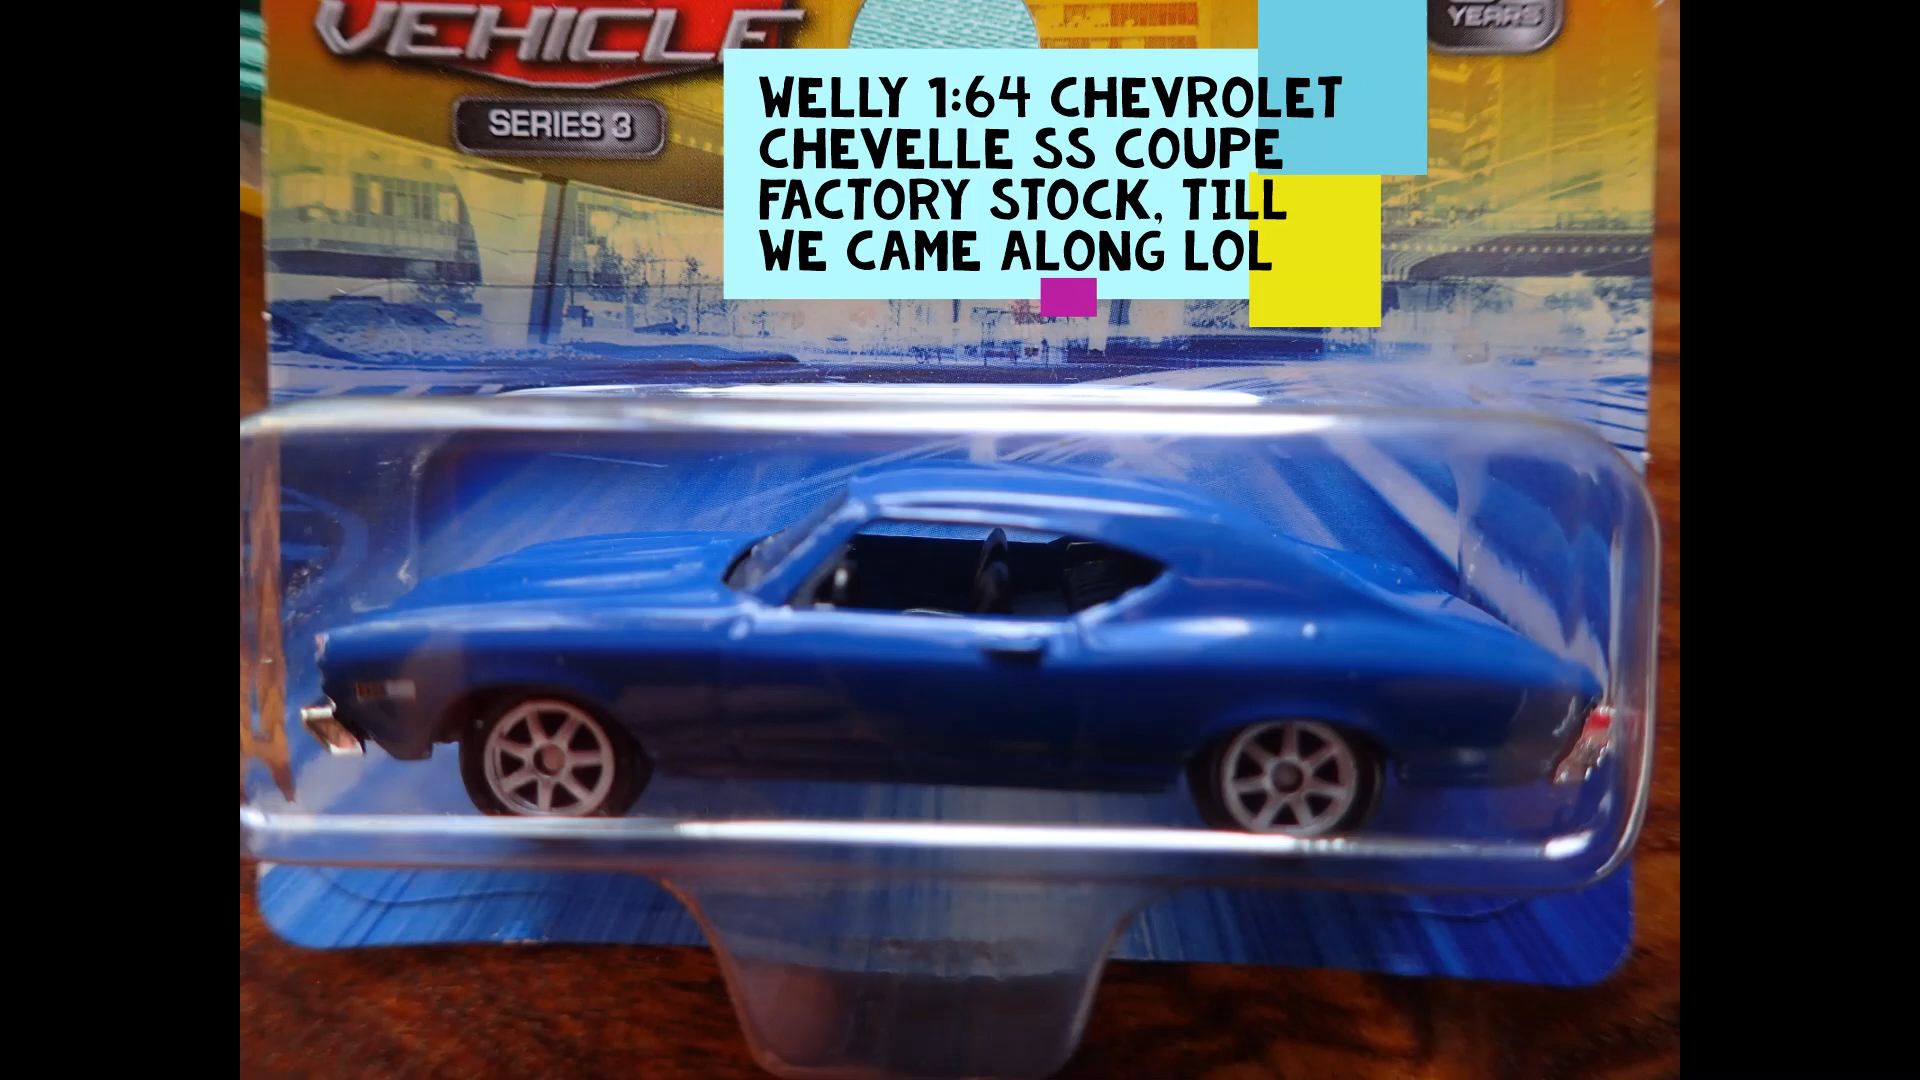 VEHICLE
YEARS
WELLY 1:64 CHEVROLET
CHEVELLE SS COUPE
FACTORY STOCK, TILL
WE CAME ALONG LOL
SERIES 3